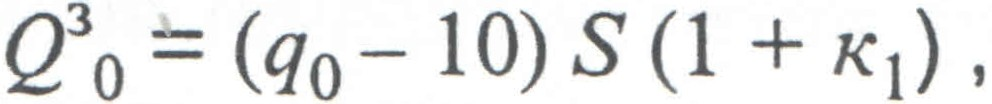 Q³₀ = (q₀ – 10) S (1 + κ₁) ,